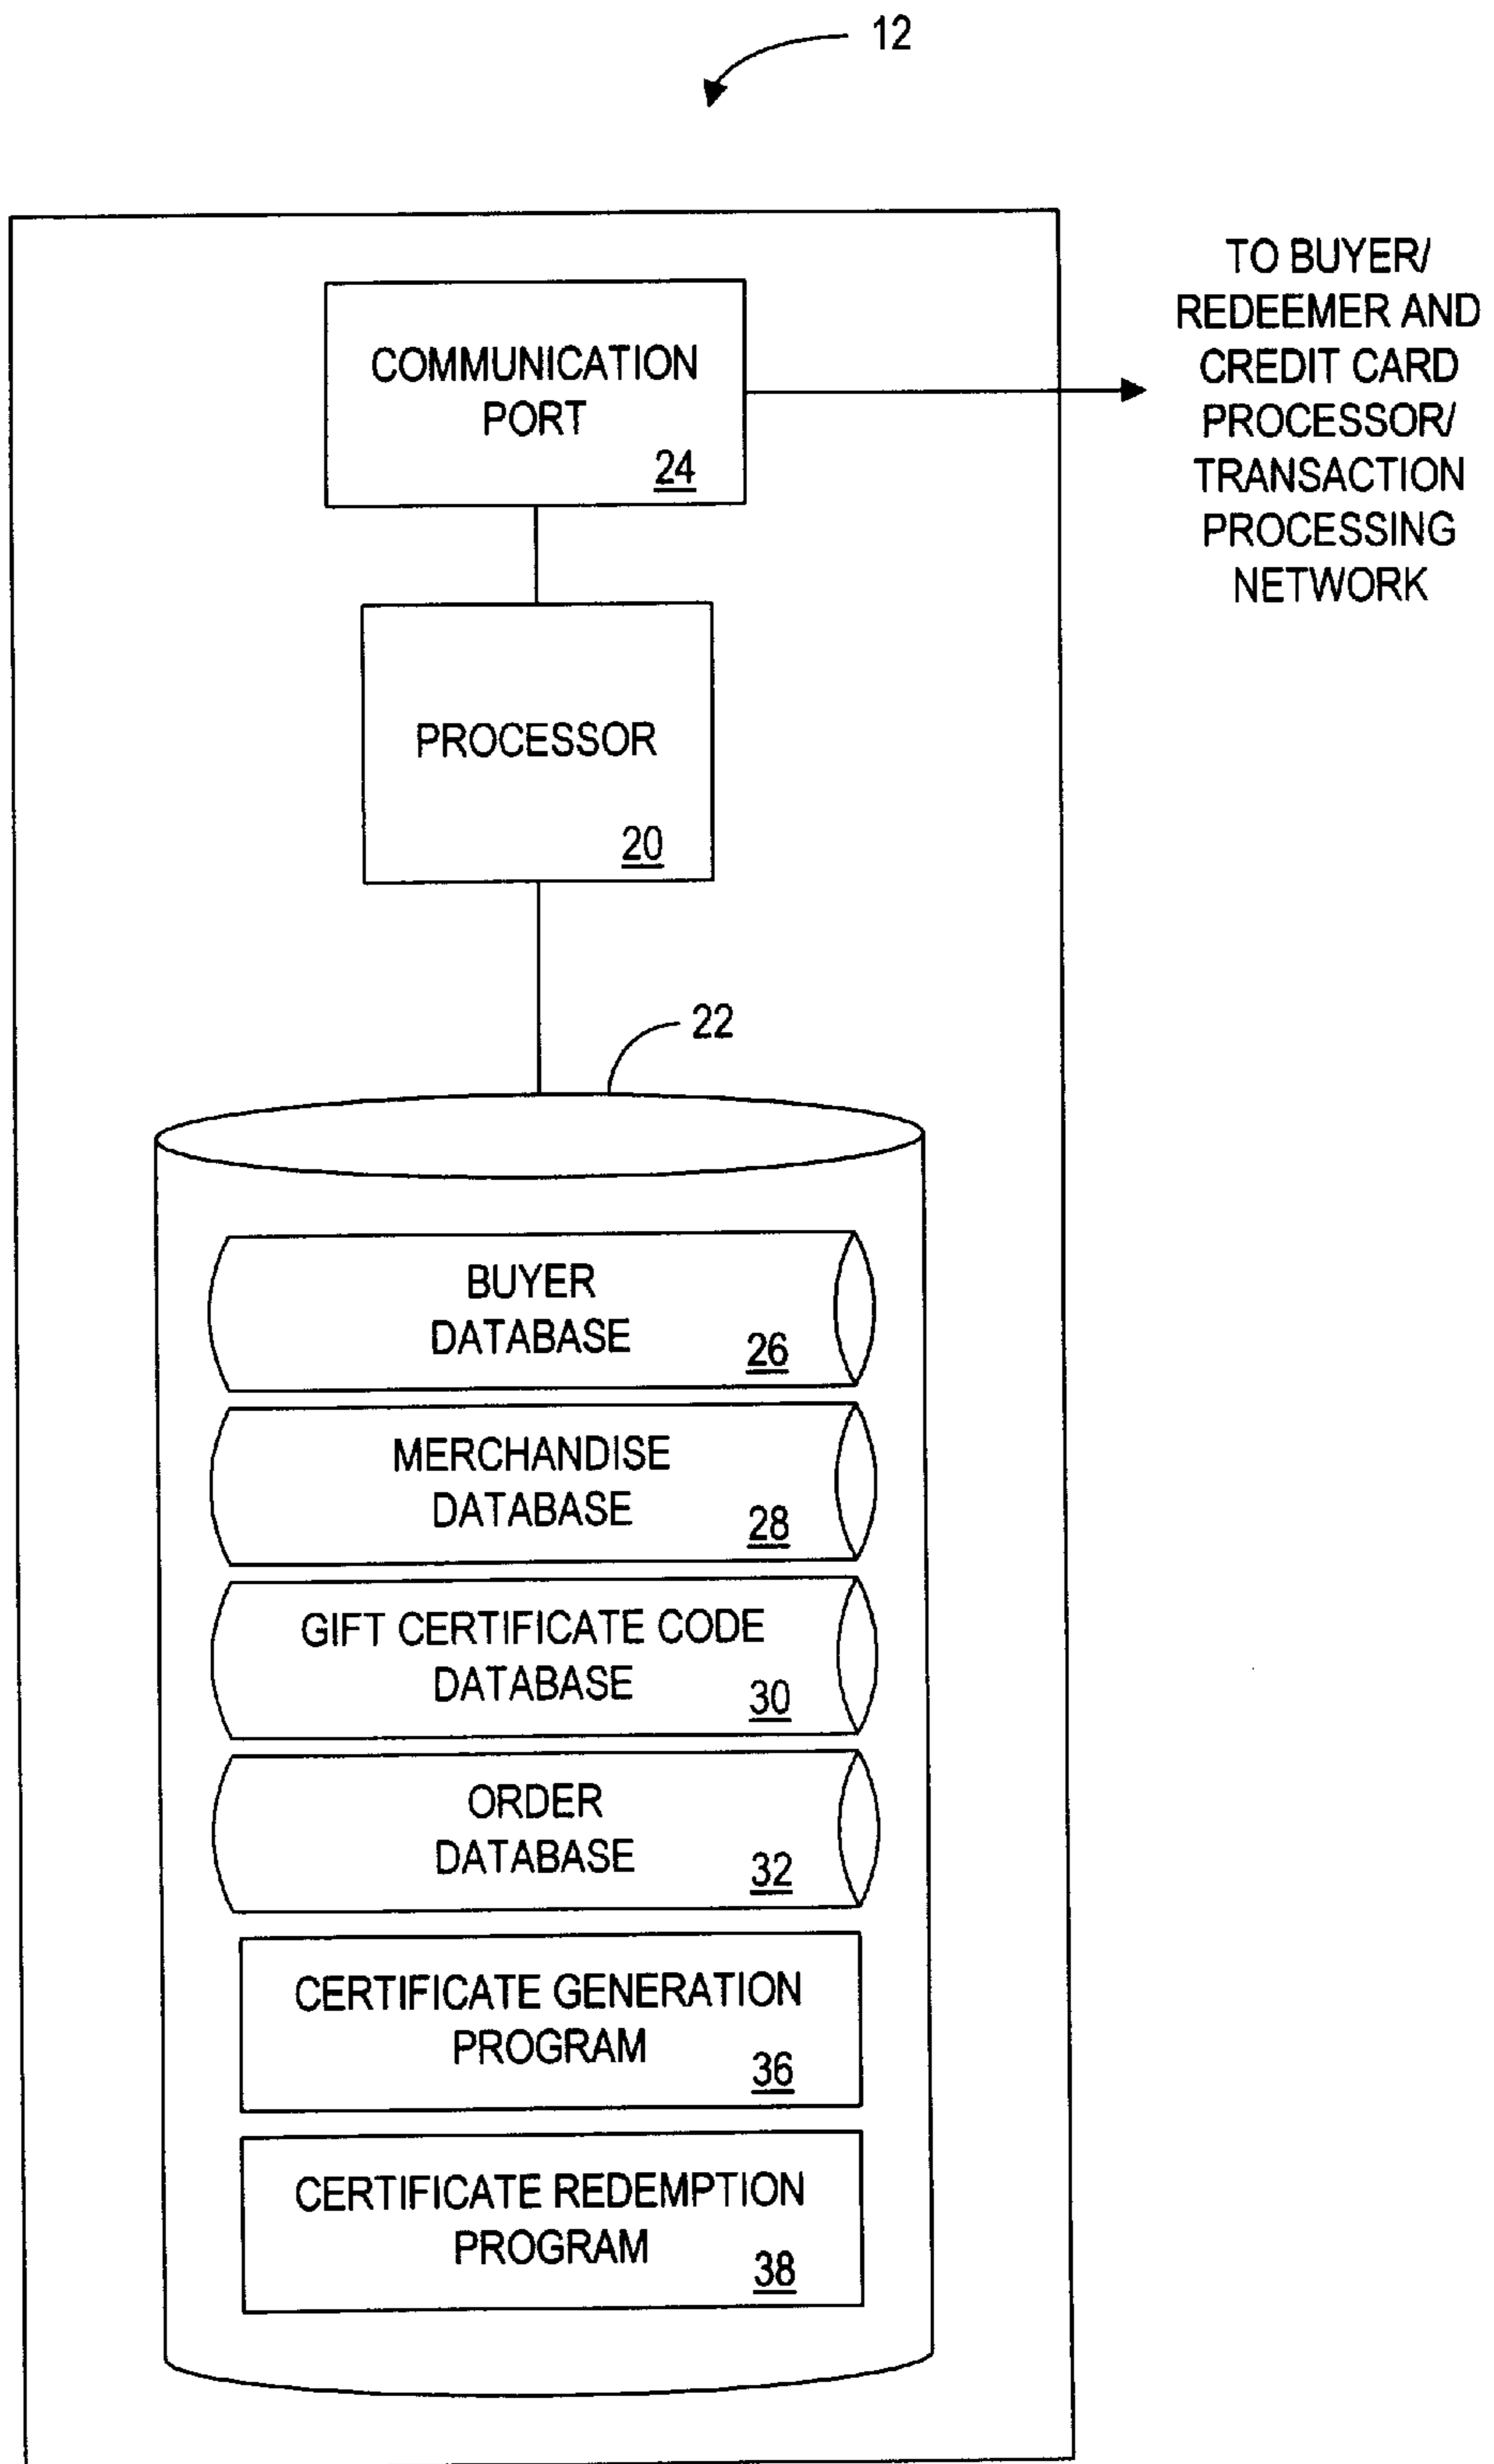 12
TO BUYER/
REDEEMER AND
CREDIT CARD
PROCESSOR/
TRANSACTION
PROCESSING
NETWORK
COMMUNICATION
PORT
24
PROCESSOR
20
22
BUYER
DATABASE
26
MERCHANDISE
DATABASE
28
GIFT CERTIFICATE CODE
DATABASE
30
ORDER
DATABASE
32
CERTIFICATE GENERATION
PROGRAM
36
CERTIFICATE REDEMPTION
PROGRAM
38